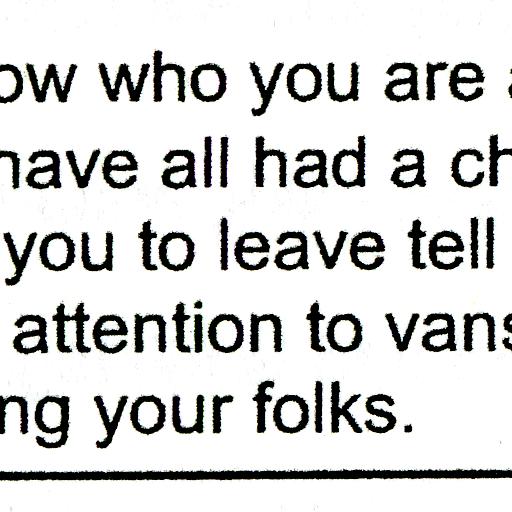 ow who you are a
have all had a ch
you to leave tell
attention to vans
ng your folks.